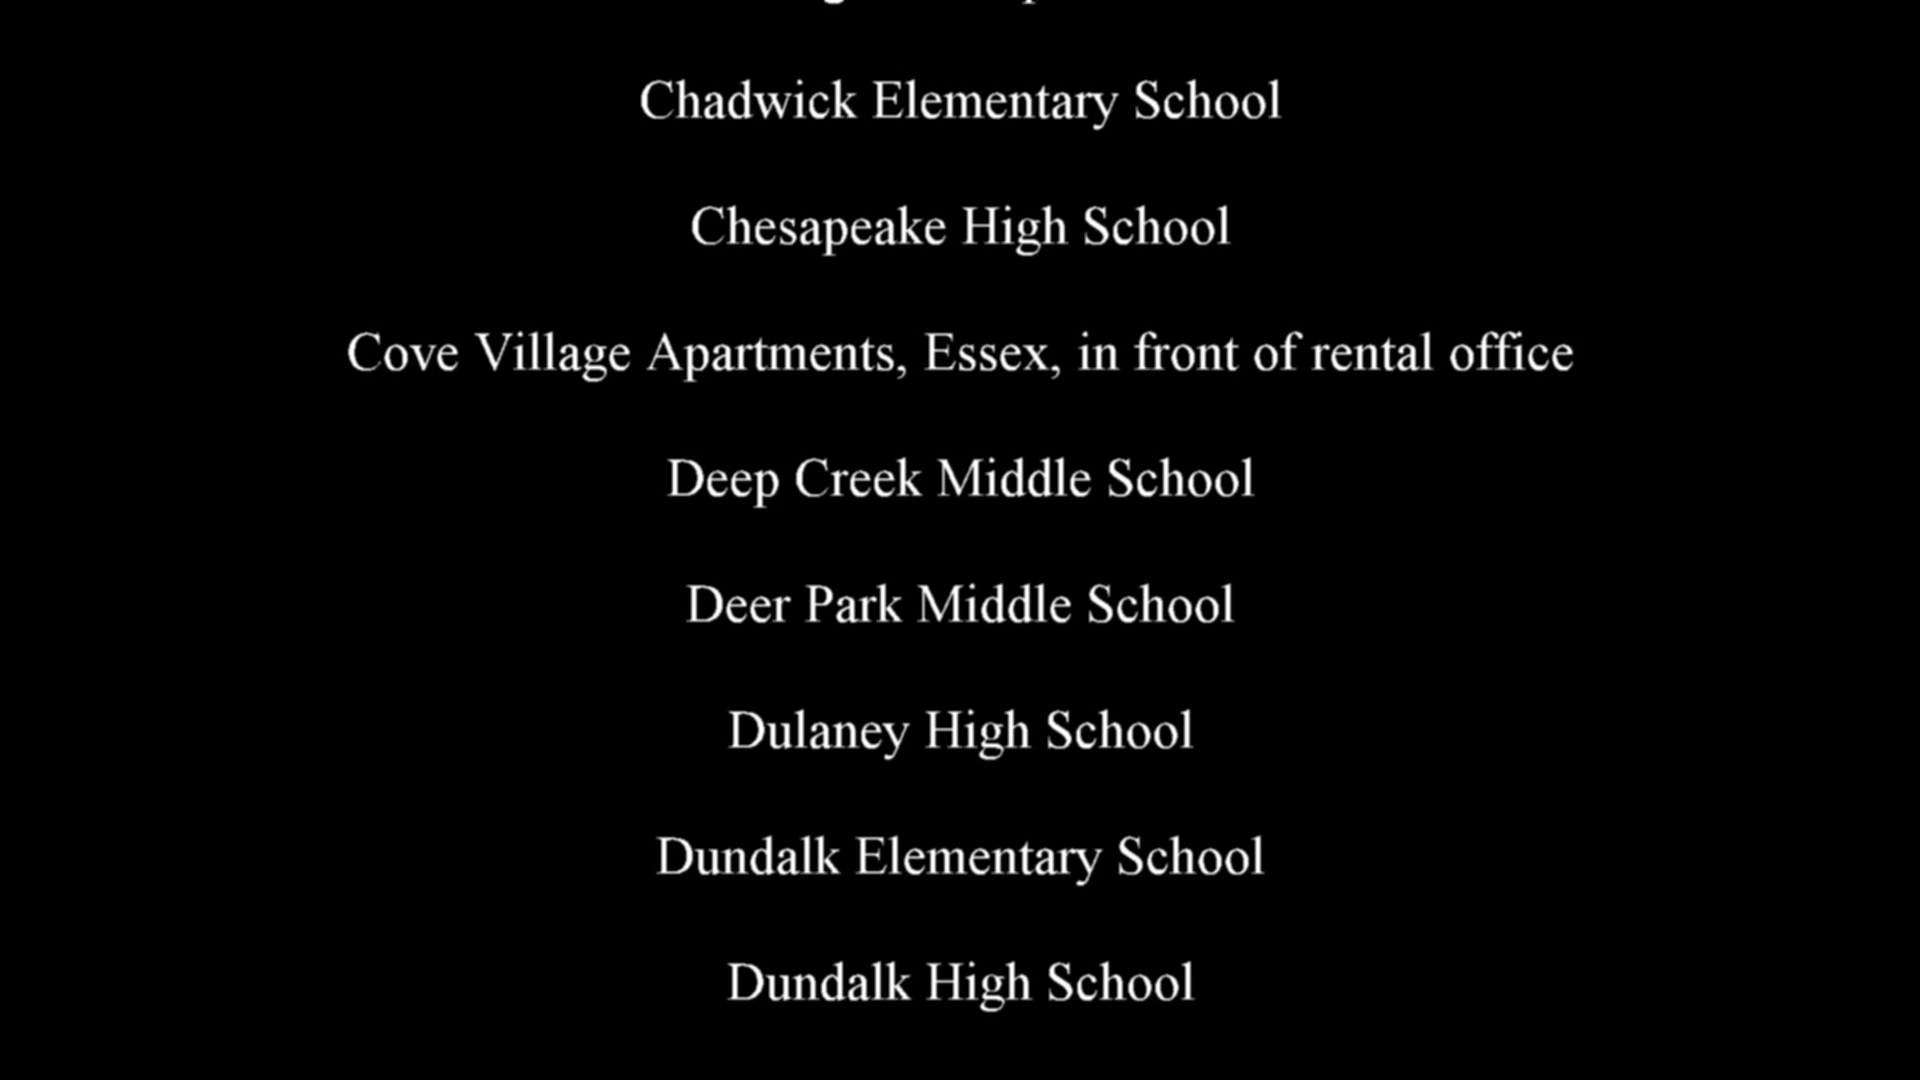 Chadwick Elementary School
Chesapeake High School
Cove Village Apartments, Essex, in front of rental office
Deep Creek Middle School
Deer Park Middle School
Dulaney High School
Dundalk Elementary School
Dundalk High School